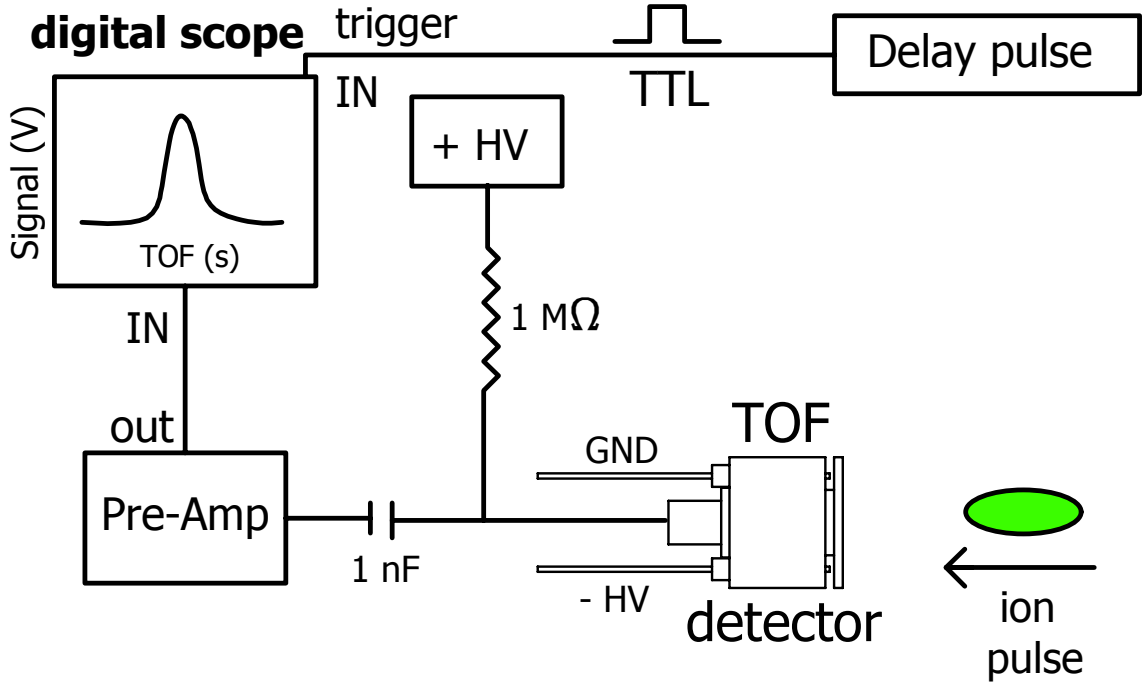 digital scope
trigger
IN
TTL
Delay pulse
Signal (V)
TOF (s)
+ HV
1 MΩ
IN
out
Pre-Amp
1 nF
GND
- HV
TOF
detector
ion
pulse